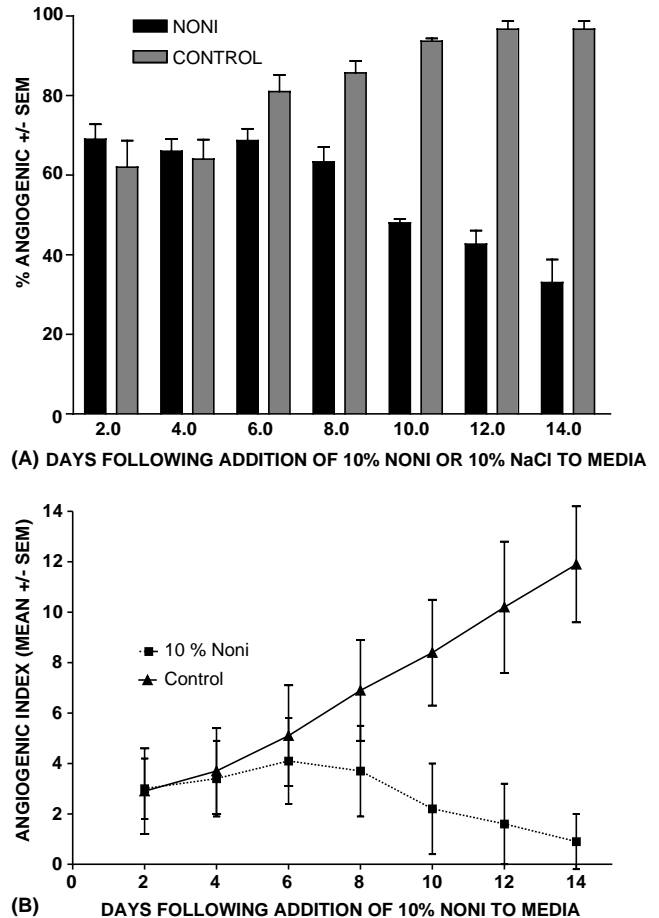 100
80
60
40
20
0
% ANGIOGENIC +/- SEM
NONI
CONTROL
2.0 4.0 6.0 8.0 10.0 12.0 14.0
(A) DAYS FOLLOWING ADDITION OF 10% NONI OR 10% NaCl TO MEDIA
14
12
10
8
6
4
2
0
ANGIOGENIC INDEX (MEAN +/- SEM)
10 % Noni
Control
0 2 4 6 8 10 12 14
(B) DAYS FOLLOWING ADDITION OF 10% NONI TO MEDIA